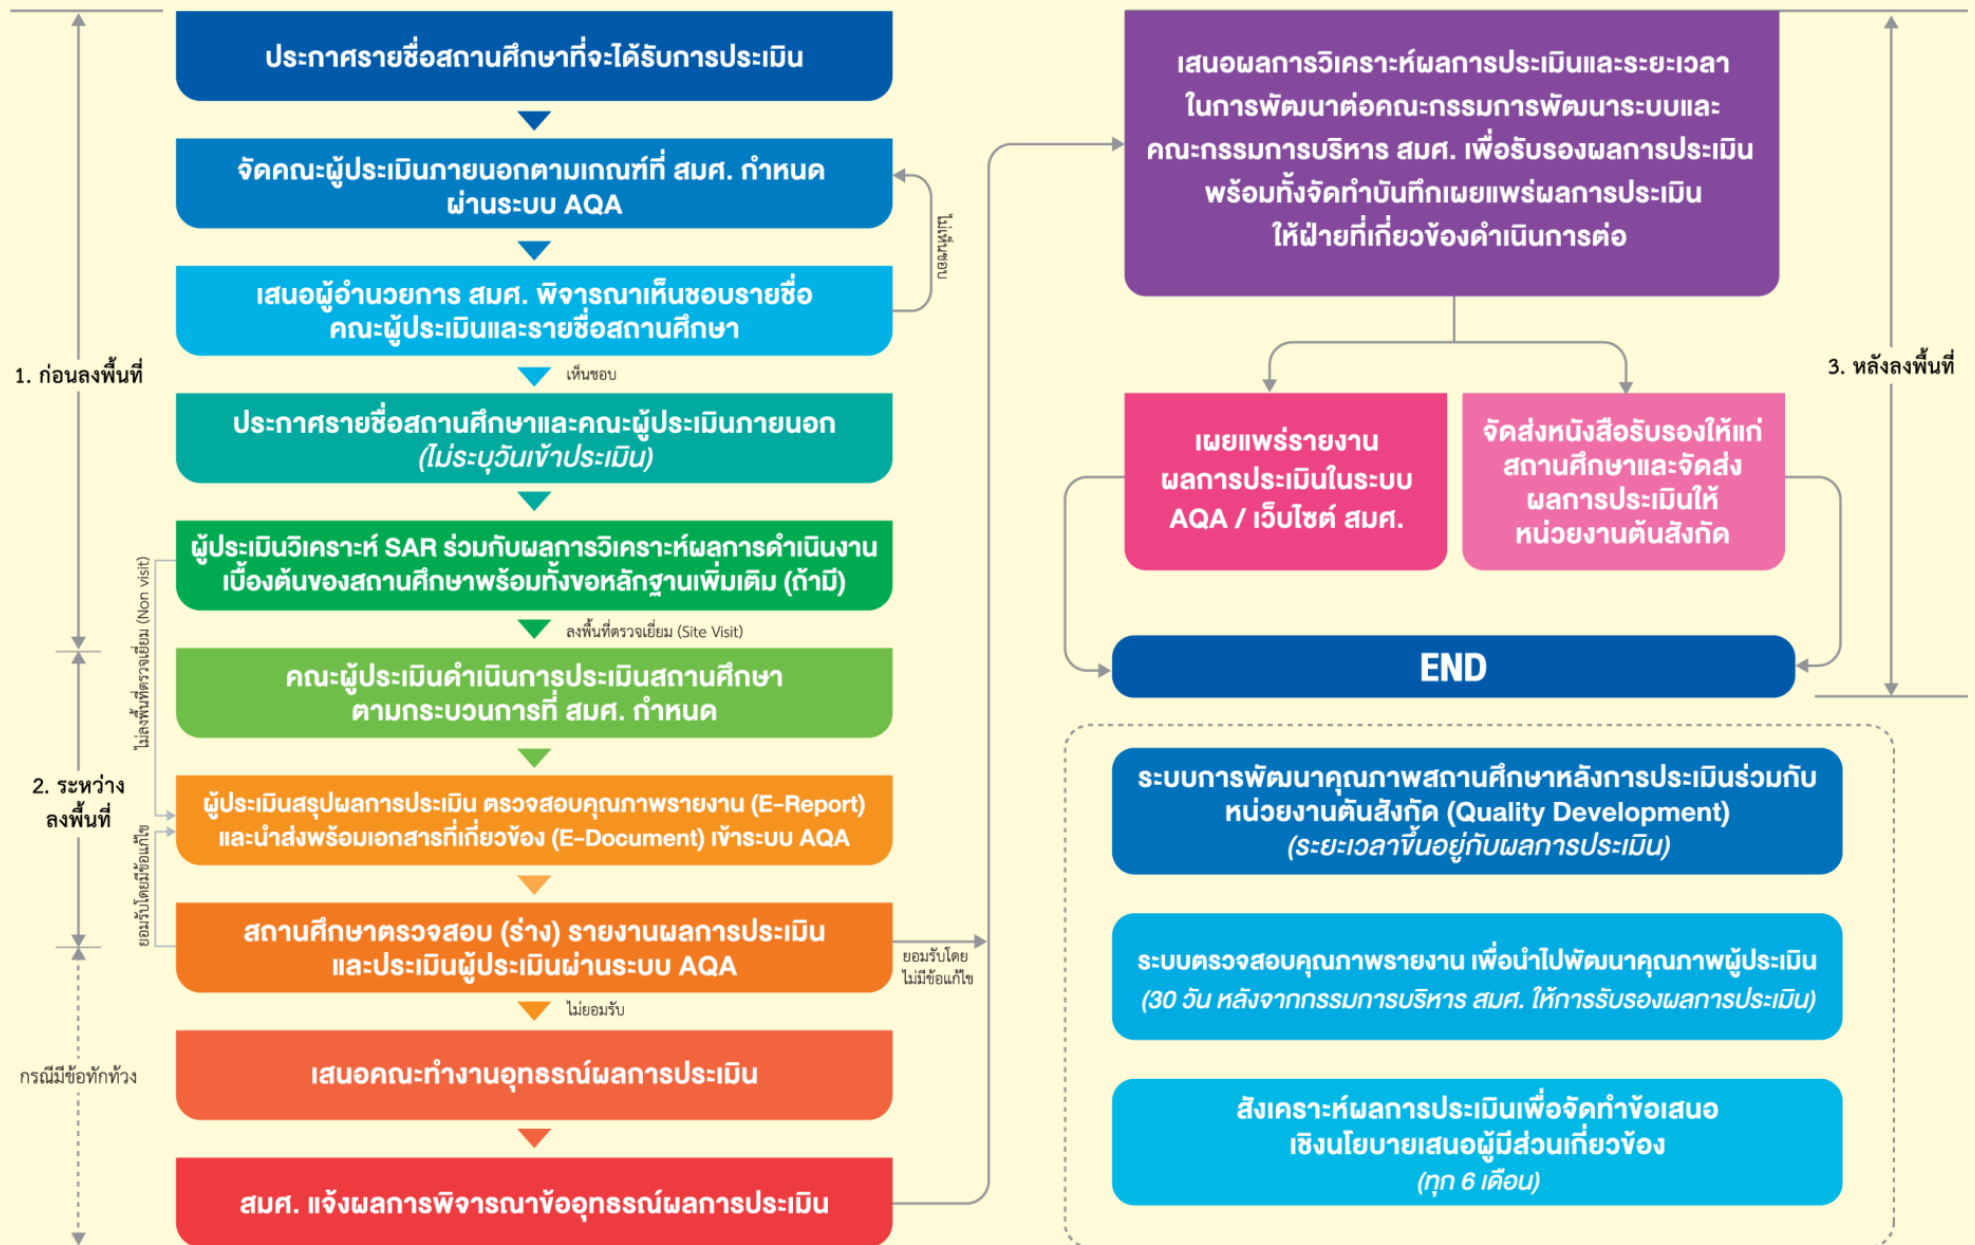 ประกาศรายชื่อสถานศึกษาที่จะได้รับการประเมิน
จัดคณะผู้ประเมินภายนอกตามเกณฑ์ที่ สมศ. กำหนด
ผ่านระบบ AQA
ไม่เห็นชอบ
เสนอผู้อำนวยการ สมศ. พิจารณาเห็นชอบรายชื่อ
คณะผู้ประเมินและรายชื่อสถานศึกษา
1. ก่อนลงพื้นที่
เห็นชอบ
ประกาศรายชื่อสถานศึกษาและคณะผู้ประเมินภายนอก
(ไม่ระบุวันเข้าประเมิน)
ผู้ประเมินวิเคราะห์ SAR ร่วมกับผลการวิเคราะห์ผลการดำเนินงาน
เบื้องต้นของสถานศึกษาพร้อมทั้งขอหลักฐานเพิ่มเติม (ถ้ามี)
ไม่ลงพื้นที่ตรวจเยี่ยม (Non visit)
ลงพื้นที่ตรวจเยี่ยม (Site Visit)
คณะผู้ประเมินดำเนินการประเมินสถานศึกษา
ตามกระบวนการที่ สมศ. กำหนด
2. ระหว่าง
ลงพื้นที่
ผู้ประเมินสรุปผลการประเมิน ตรวจสอบคุณภาพรายงาน (E-Report)
และนำส่งพร้อมเอกสารที่เกี่ยวข้อง (E-Document) เข้าระบบ AQA
ยอมรับโดยมีข้อแก้ไข
สถานศึกษาตรวจสอบ (ร่าง) รายงานผลการประเมิน
และประเมินผู้ประเมินผ่านระบบ AQA
ยอมรับโดย
ไม่มีข้อแก้ไข
ไม่ยอมรับ
กรณีมีข้อทักท้วง
เสนอคณะทำงานอุทธรณ์ผลการประเมิน
สมศ. แจ้งผลการพิจารณาข้ออุทธรณ์ผลการประเมิน
เสนอผลการวิเคราะห์ผลการประเมินและระยะเวลา
ในการพัฒนาต่อคณะกรรมการพัฒนาระบบและ
คณะกรรมการบริหาร สมศ. เพื่อรับรองผลการประเมิน
พร้อมทั้งจัดทำบันทึกเผยแพร่ผลการประเมิน
ให้ฝ่ายที่เกี่ยวข้องดำเนินการต่อ
3. หลังลงพื้นที่
เผยแพร่รายงาน
ผลการประเมินในระบบ
AQA / เว็บไซต์ สมศ.
จัดส่งหนังสือรับรองให้แก่
สถานศึกษาและจัดส่ง
ผลการประเมินให้
หน่วยงานต้นสังกัด
END
ระบบการพัฒนาคุณภาพสถานศึกษาหลังการประเมินร่วมกับ
หน่วยงานต้นสังกัด (Quality Development)
(ระยะเวลาขึ้นอยู่กับผลการประเมิน)
ระบบตรวจสอบคุณภาพรายงาน เพื่อนำไปพัฒนาคุณภาพผู้ประเมิน
(30 วัน หลังจากกรรมการบริหาร สมศ. ให้การรับรองผลการประเมิน)
สังเคราะห์ผลการประเมินเพื่อจัดทำข้อเสนอ
เชิงนโยบายเสนอผู้มีส่วนเกี่ยวข้อง
(ทุก 6 เดือน)